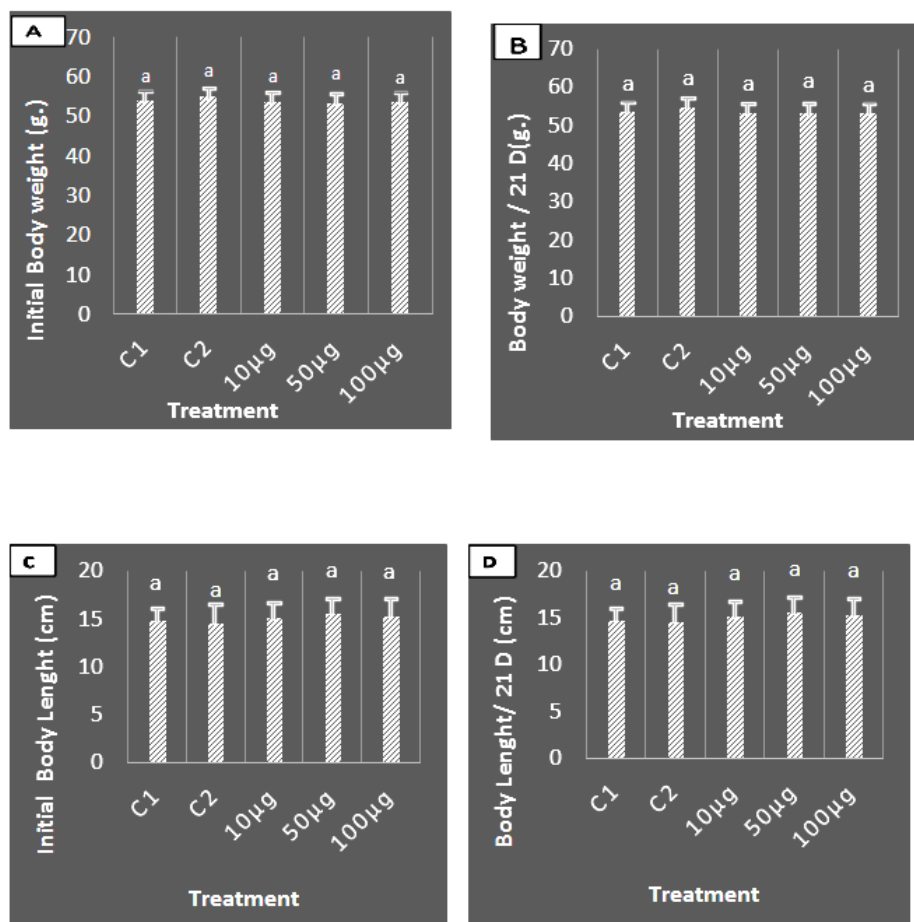 A
Initial Body weight (g.)
70
60
50
40
30
20
10
0
a a a a a
C1 C2 10µg 50µg 100µg
Treatment
B
Body weight / 21 D(g.)
70
60
50
40
30
20
10
0
a a a a a
C1 C2 10µg 50µg 100µg
Treatment
C
Initial Body Lenght (cm)
20
15
10
5
0
a a a a a
C1 C2 10µg 50µg 100µg
Treatment
D
Body Lenght/ 21 D (cm)
20
15
10
5
0
a a a a a
C1 C2 10µg 50µg 100µg
Treatment